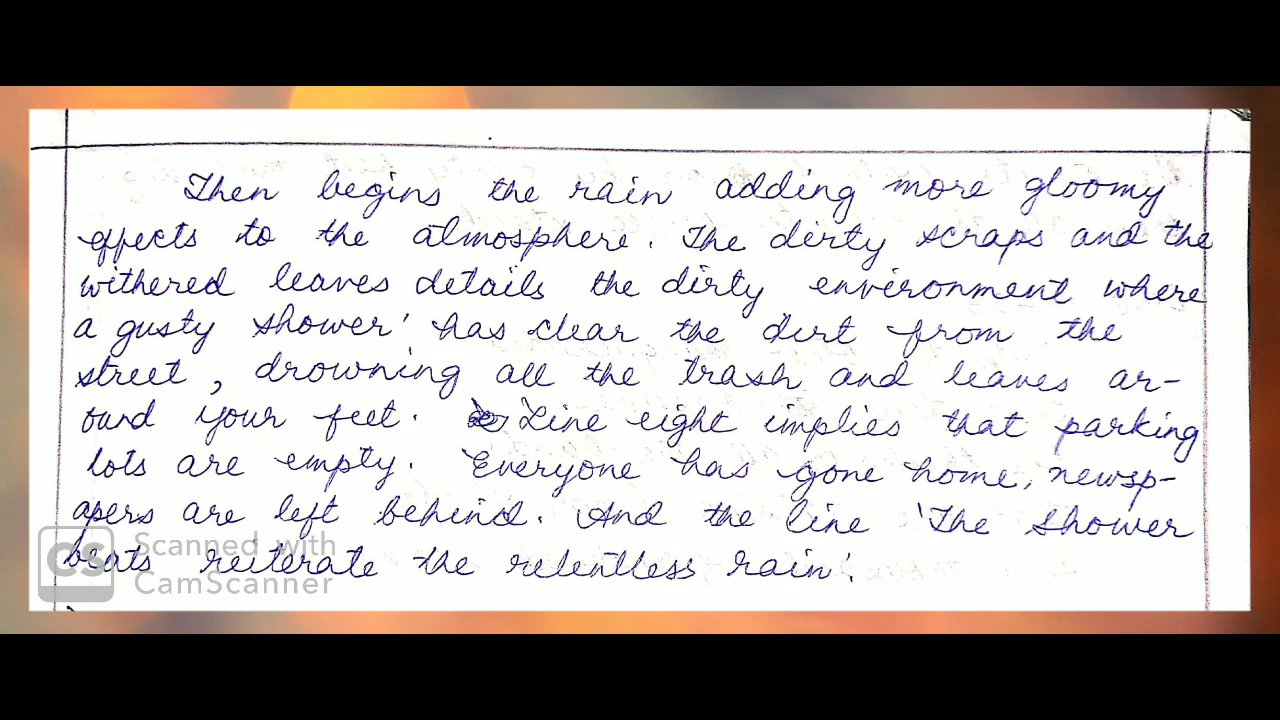 Then begins the rain adding more gloomy
effects to the atmosphere. The dirty scraps and the
withered leaves details the dirty environment where
a gusty shower' has clear the dirt from the
street, drowning all the trash and leaves ar-
ound your feet. Line eight implies that parking
lots are empty. Everyone has gone home, newsp-
apers are left behind. And the line 'The shower
beats reiterate the relentless rain'.
CS Scanned with
CamScanner